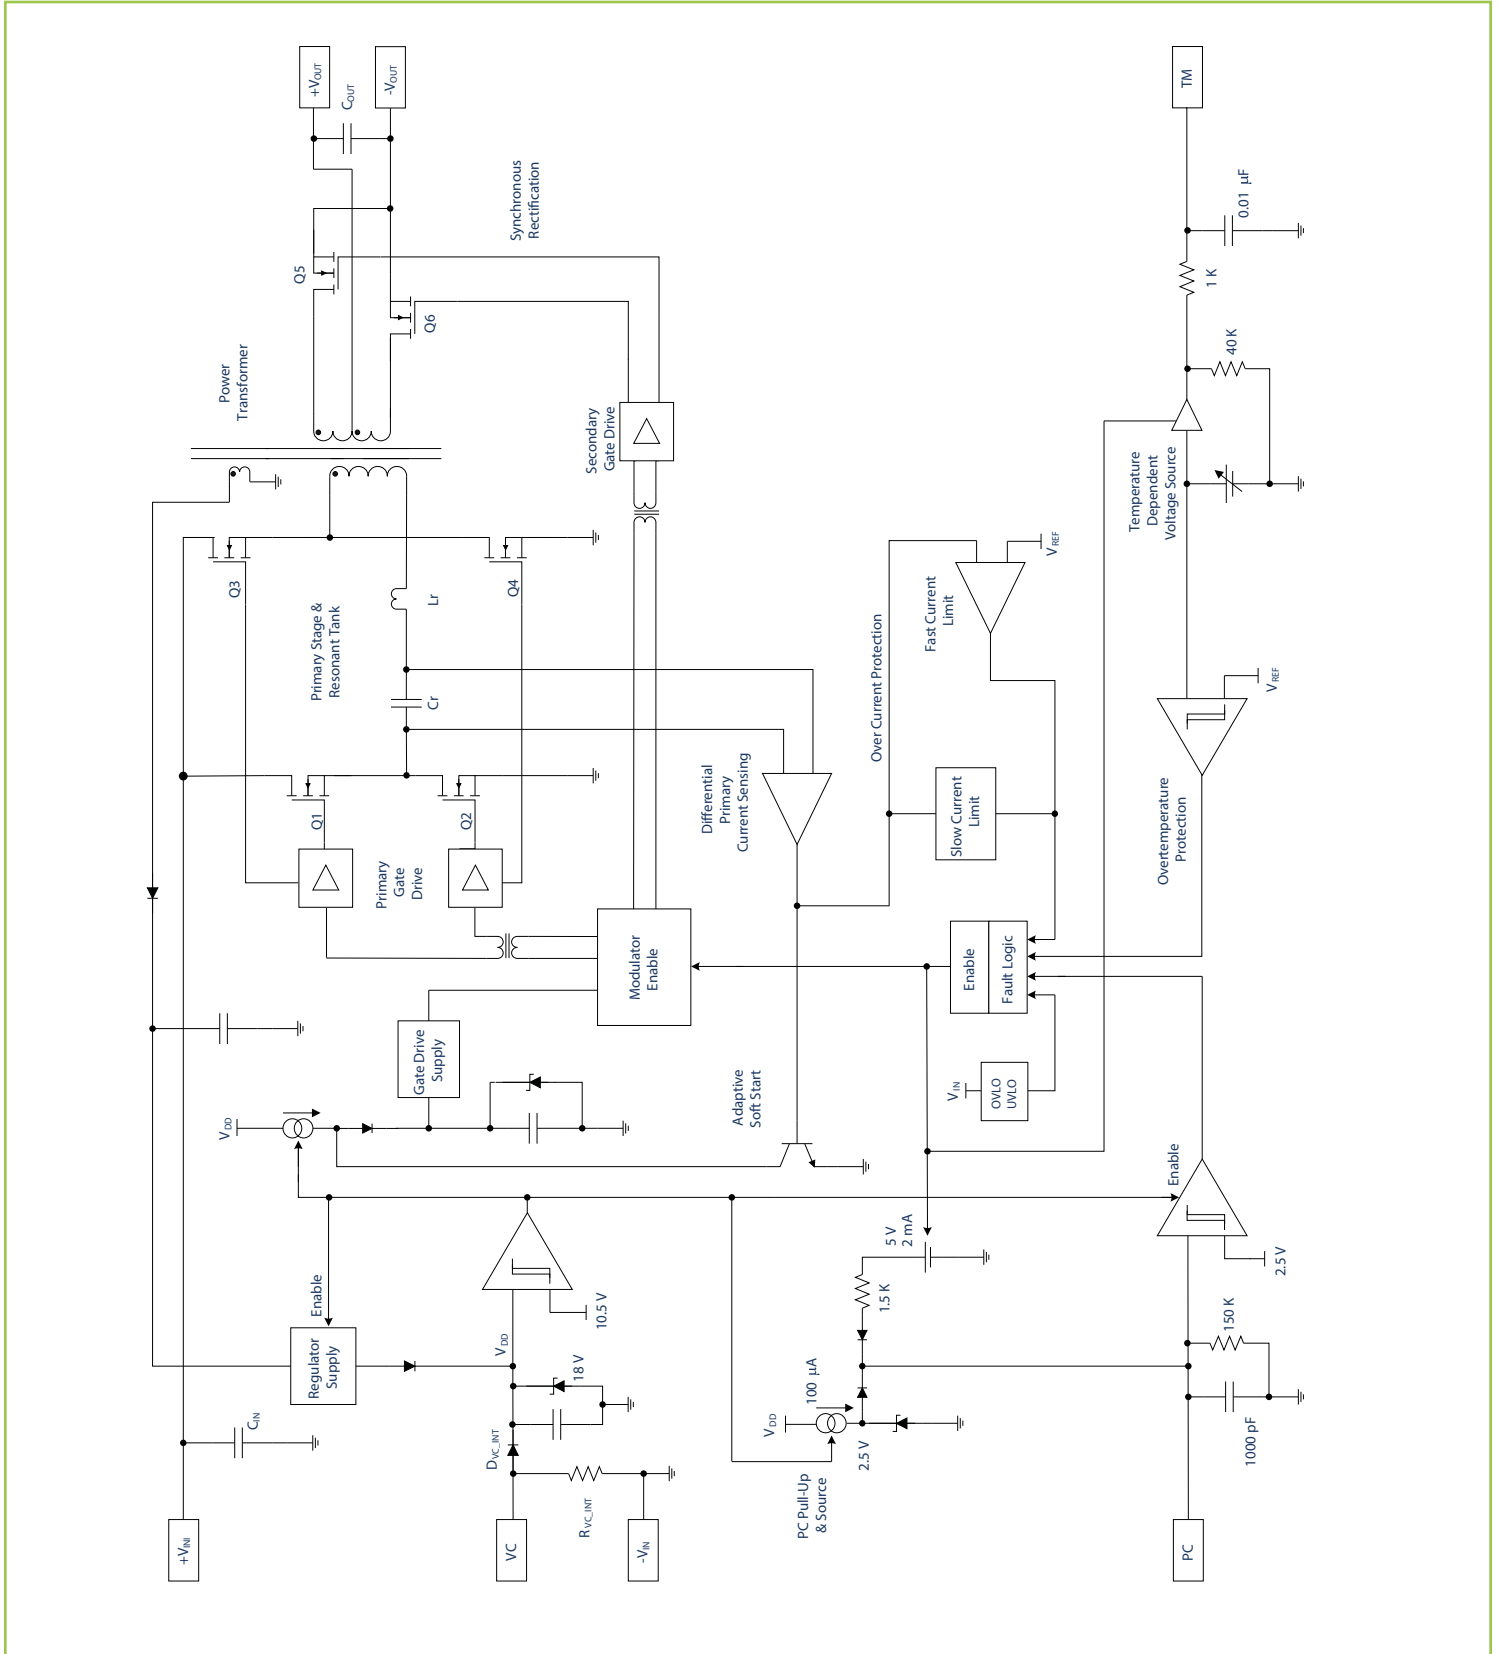 +VOUT
COUT
-VOUT
TM
Synchronous
Rectification
0.01 μF
Q5
1 K
Q6
Power
Transformer
40 K
Secondary
Gate Drive
Temperature
Dependent
Voltage Source
VREF
Q3
Q4
Lr
Primary Stage &
Resonant Tank
Fast Current
Limit
Over Current Protection
Cr
VREF
Differential
Primary
Current Sensing
Slow Current
Limit
Overtemperature
Protection
Q1
Q2
Primary
Gate
Drive
Modulator
Enable
Enable
Fault Logic
Gate Drive
Supply
VIN
OVLO
UVLO
VDD
Adaptive
Soft Start
Enable
5 V
2 mA
2.5 V
Enable
10.5 V
1.5 K
150 K
Regulator
Supply
VDD
18 V
100 μA
VDD
CIN
DVC_INT
2.5 V
1000 pF
PC Pull-Up
& Source
RVC_INT
+VINI
VC
-VIN
PC